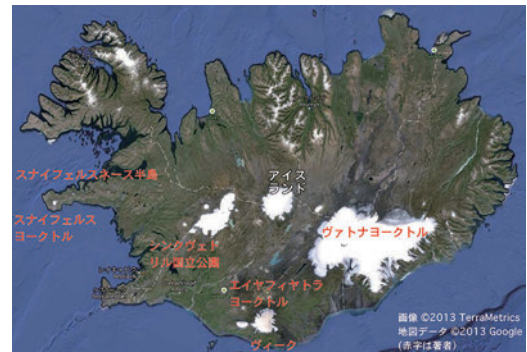 スナイフェルスネース半島
スナイフェルス
ヨークトル
アイス
ランド
シンクヴェト
リル国立公園
ヴァトナヨークトル
エイヤフィヤトラ
ヨークトル
ヴィーク
画像 ©2013 TerraMetrics
地図データ ©2013 Google
(赤字は著者)